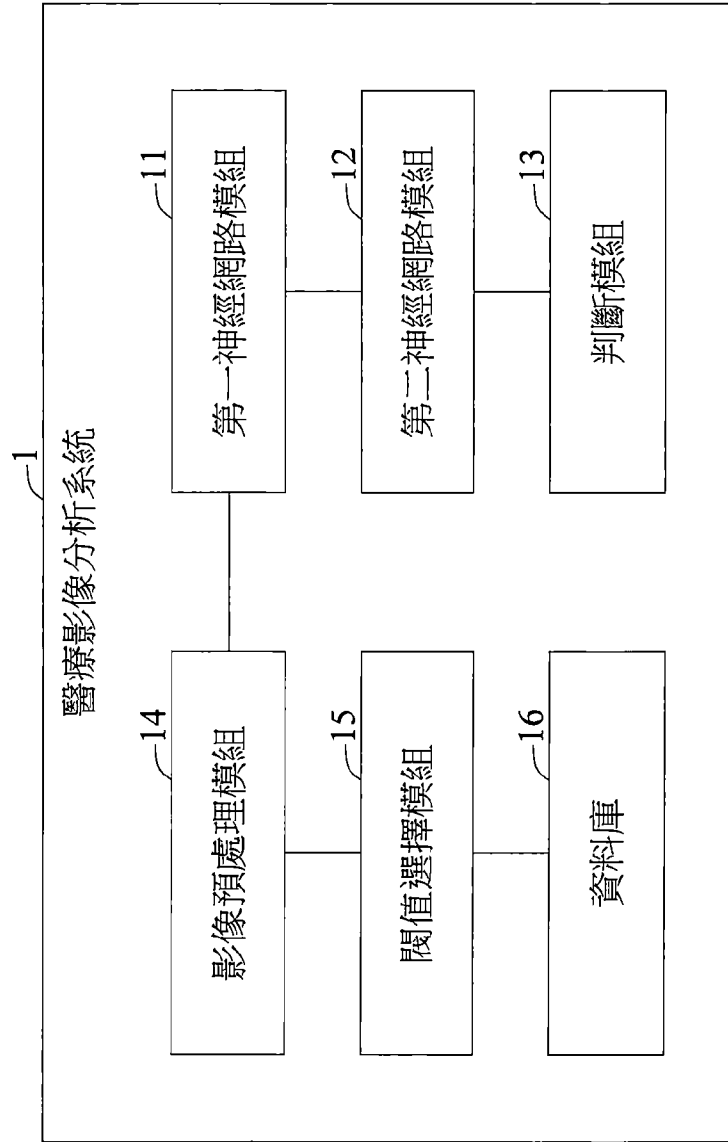 1
醫療影像分析系統
14
影像預處理模組
11
第一神經網路模組
15
閥值選擇模組
12
第二神經網路模組
16
資料庫
13
判斷模組